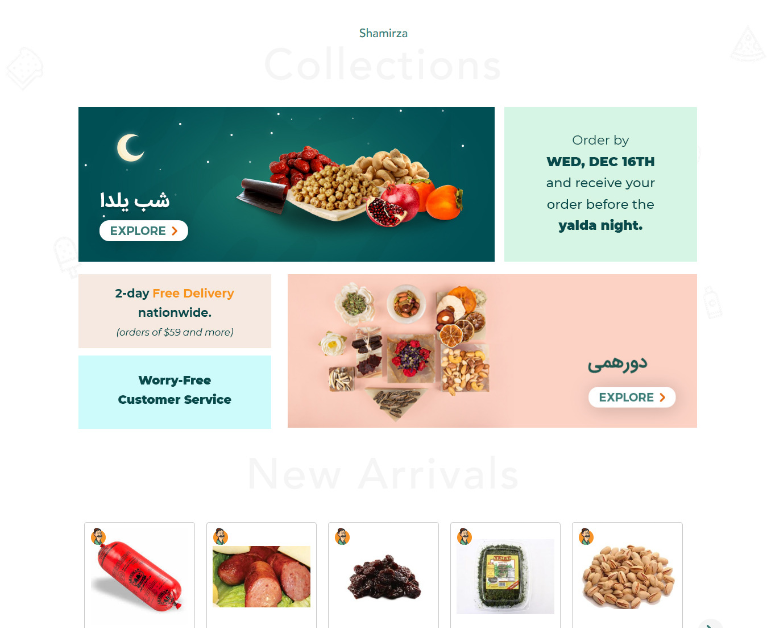 Shamirza
Collections
شب یلدا
EXPLORE
Order by
WED, DEC 16TH
and receive your
order before the
yalda night.
2-day Free Delivery
nationwide.
(orders of $59 and more)
Worry-Free
Customer Service
دورهمی
EXPLORE
New Arrivals